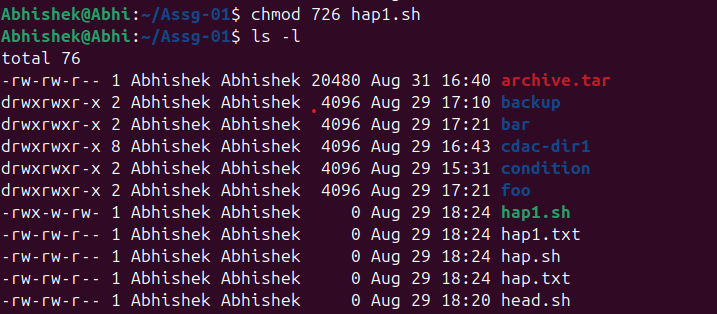 Abhishek@Abhi:~/Assg-01$ chmod 726 hap1.sh
Abhishek@Abhi:~/Assg-01$ ls -l
total 76
-rw-rw-r-- 1 Abhishek Abhishek 20480 Aug 31 16:40 archive.tar
drwxrwxr-x 2 Abhishek Abhishek  4096 Aug 29 17:10 backup
drwxrwxr-x 2 Abhishek Abhishek  4096 Aug 29 17:21 bar
drwxrwxr-x 8 Abhishek Abhishek  4096 Aug 29 16:43 cdac-dir1
drwxrwxr-x 2 Abhishek Abhishek  4096 Aug 29 15:31 condition
drwxrwxr-x 2 Abhishek Abhishek  4096 Aug 29 17:21 foo
-rwx-w-rw- 1 Abhishek Abhishek     0 Aug 29 18:24 hap1.sh
-rw-rw-r-- 1 Abhishek Abhishek     0 Aug 29 18:24 hap1.txt
-rw-rw-r-- 1 Abhishek Abhishek     0 Aug 29 18:24 hap.sh
-rw-rw-r-- 1 Abhishek Abhishek     0 Aug 29 18:24 hap.txt
-rw-rw-r-- 1 Abhishek Abhishek     0 Aug 29 18:20 head.sh